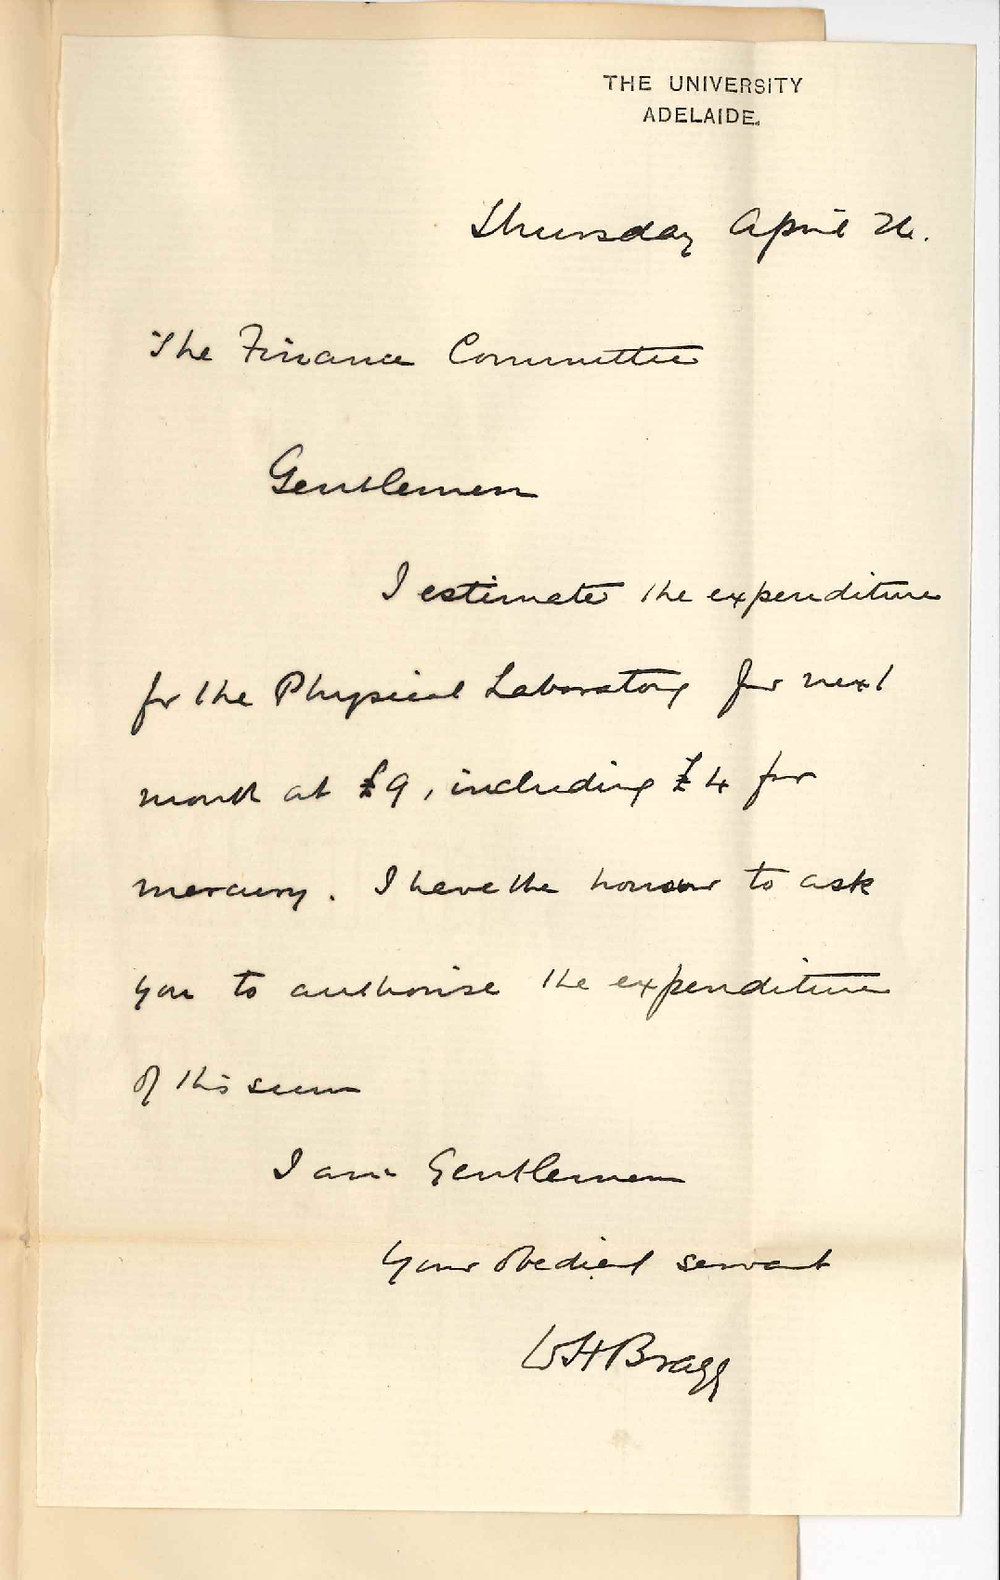 THE UNIVERSITY
ADELAIDE.
Thursday April 26.
The Finance Committee
Gentlemen
I estimate the expenditure
for the Physical Laboratory for next
month at £9, including £4 for
mercury. I have the honour to ask
you to authorise the expenditure
of this sum
I am Gentlemen
Your obedient servant
WHBragg